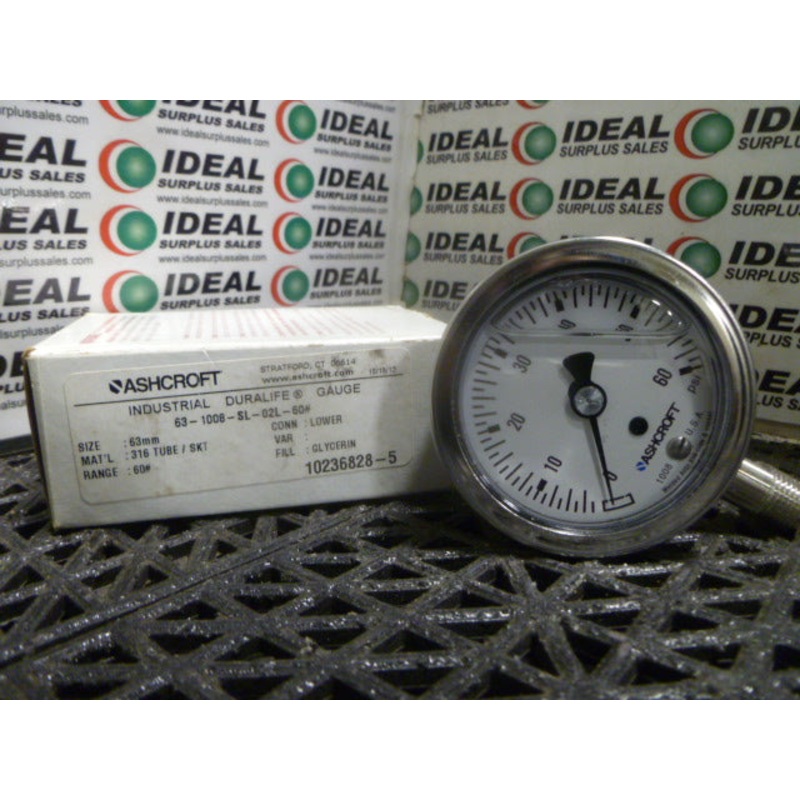 IDEAL
SURPLUS SALES
www.idealsurplussales.com
ASHCROFT
STRATFORD, CT 06614
www.ashcroft.com
INDUSTRIAL DURALIFE® GAUGE
63-1008-SL-02L-60#
SIZE : 63mm
CONN : LOWER
MAT'L : 316 TUBE / SKT
VAR :
RANGE : 60#
FILL : GLYCERIN
10236828-5
0
10
20
30
40
60
PSI
ASHCROFT
1008
U.S.A.